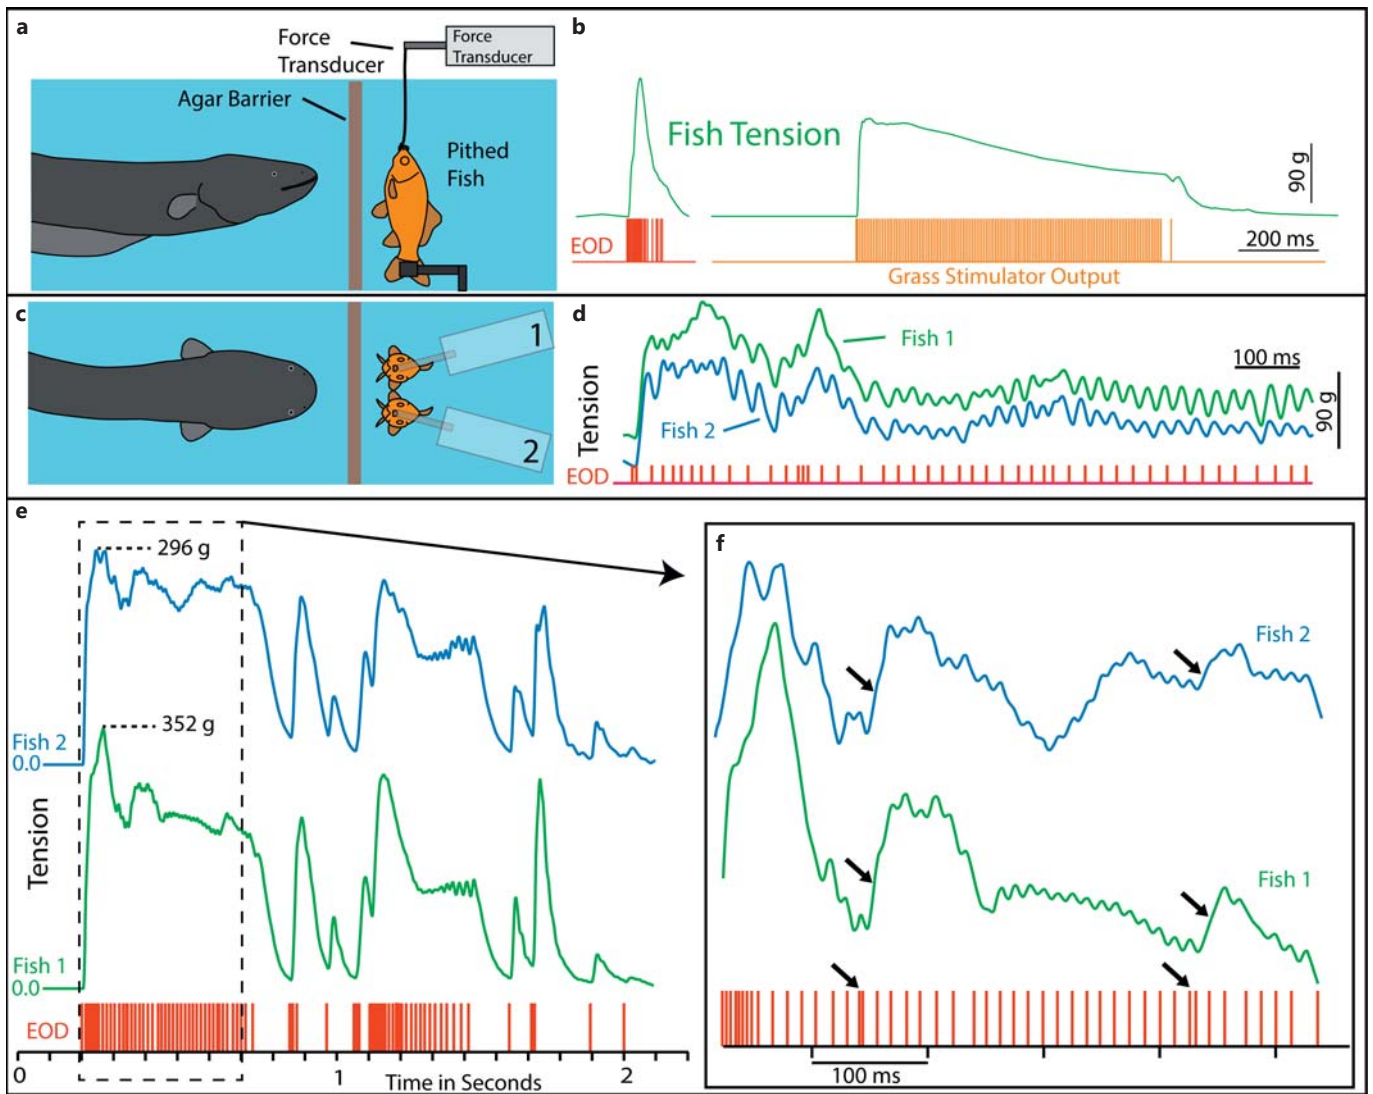 a
Force
Transducer
Force
Transducer
Agar Barrier
Pithed
Fish
b
Fish Tension
90 g
EOD
200 ms
Grass Stimulator Output
c
1
2
d
Fish 1
100 ms
Tension
Fish 2
90 g
EOD
e
296 g
352 g
Fish 2
0.0
Tension
Fish 1
0.0
EOD
0
1
Time in Seconds
2
f
Fish 2
Fish 1
100 ms